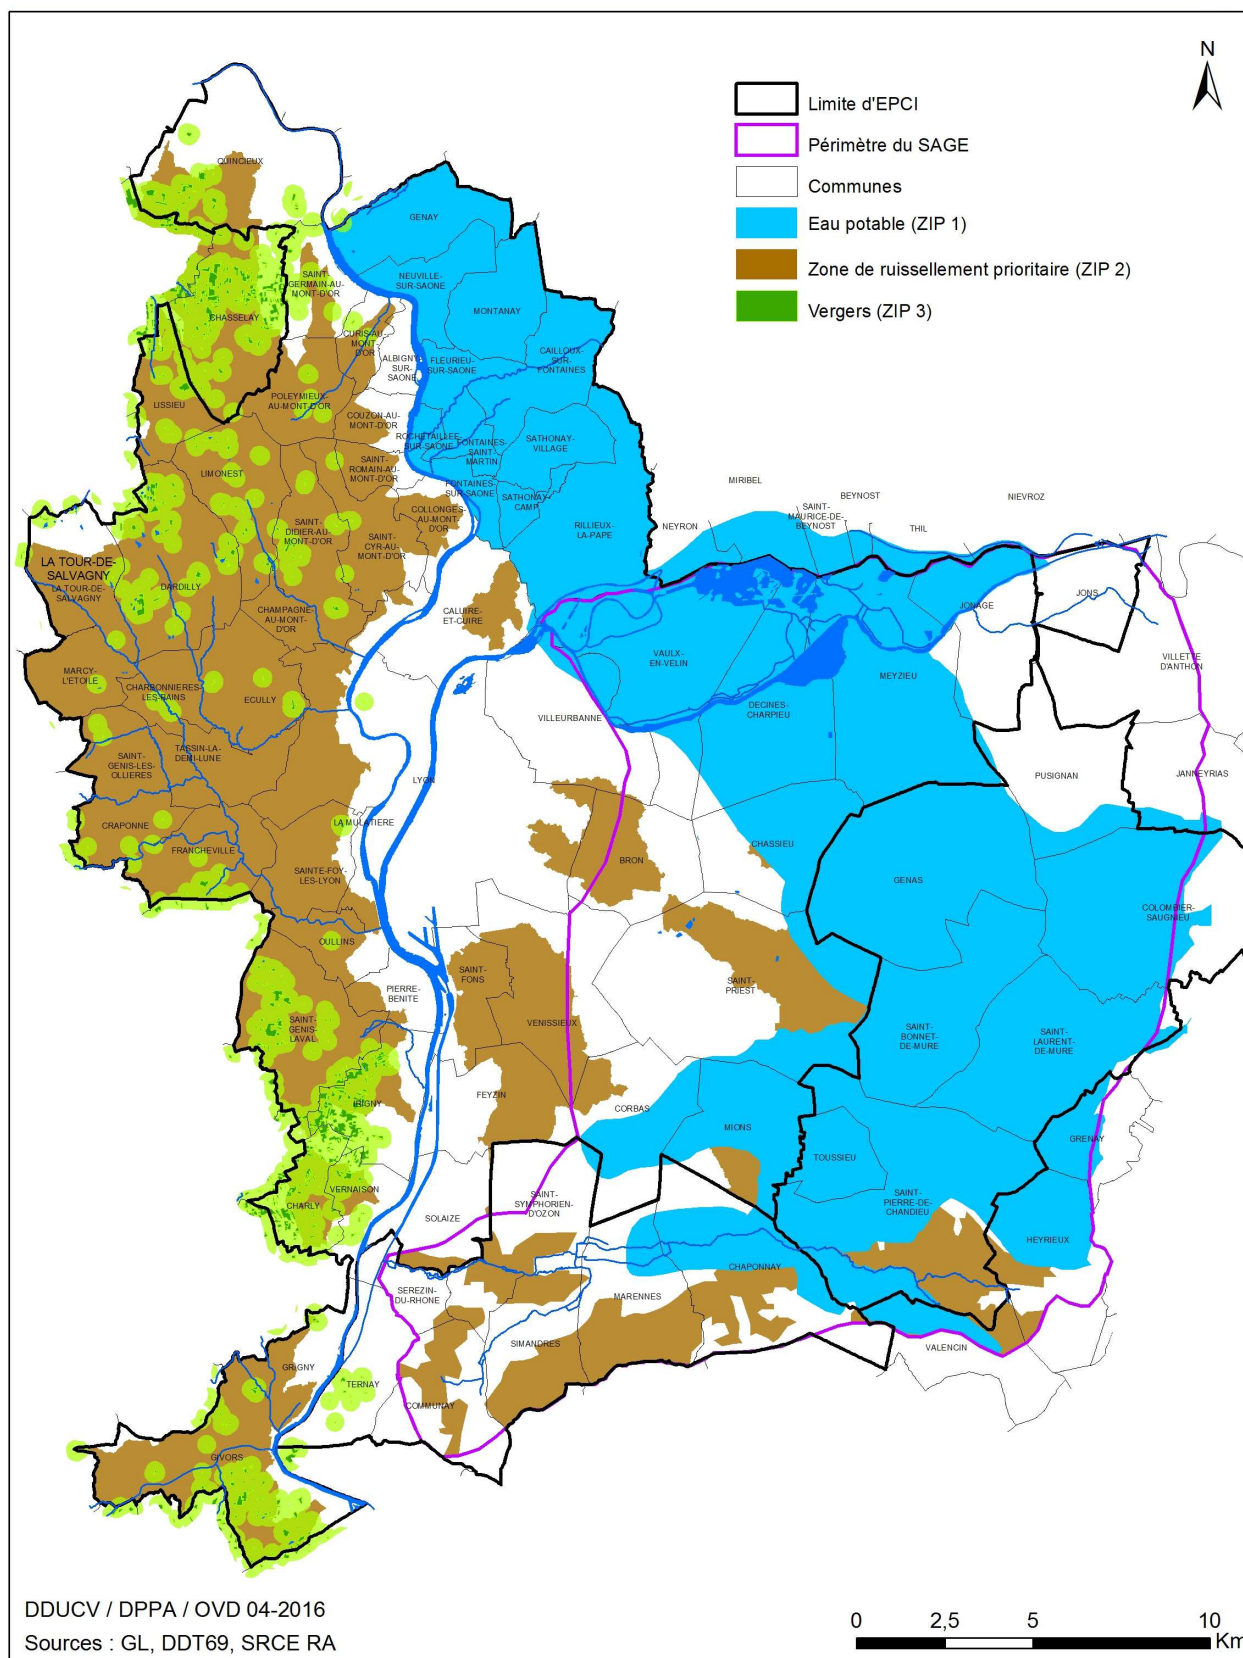 N
Limite d'EPCI
Périmètre du SAGE
Communes
Eau potable (ZIP 1)
Zone de ruissellement prioritaire (ZIP 2)
Vergers (ZIP 3)
QUINCIEUX
GENAY
SAINT-
GERMAIN-AU-
MONT-D'OR
NEUVILLE-
SUR-SAONE
MONTANAY
CHASSELAY
CURIS-AU-
MONT-
D'OR
ALBIGNY-
SUR-
SAONE
FLEURIEU-
SUR-SAONE
CAILLOUX-
SUR-
FONTAINES
LISSIEU
POLEYMIEUX-
AU-MONT-D'OR
COUZON-AU-
MONT-D'OR
ROCHETAILLEE-
SUR-SAONE
FONTAINES-
SAINT-
MARTIN
SATHONAY-
VILLAGE
LIMONEST
SAINT-
ROMAIN-AU-
MONT-D'OR
FONTAINES-
SUR-SAONE
SATHONAY-
CAMP
MIRIBEL
BEYNOST
NIEVROZ
SAINT-
MAURICE-DE-
BEYNOST
THIL
NEYRON
RILLIEUX-
LA-PAPE
COLLONGES-
AU-MONT-
D'OR
SAINT-
DIDIER-AU-
MONT-D'OR
SAINT-
CYR-AU-
MONT-D'OR
LA TOUR-DE-
SALVAGNY
LA TOUR-DE-
SALVAGNY
DARDILLY
CHAMPAGNE-
AU-MONT-
D'OR
CALUIRE-
ET-CUIRE
JONAGE
JONS
VAULX-
EN-VELIN
VILLETTE
D'ANTHON
MARCY-
L'ETOILE
CHARBONNIERES-
LES-BAINS
ECULLY
MEYZIEU
DECINES-
CHARPIEU
VILLEURBANNE
SAINT-
GENIS-LES-
OLLIERES
TASSIN-LA-
DEMI-LUNE
LYON
PUSIGNAN
JANNEYRIAS
CRAPONNE
LA MULATIERE
FRANCHEVILLE
SAINTE-FOY-
LES-LYON
BRON
CHASSIEU
GENAS
COLOMBIER-
SAUGNIEU
OULLINS
SAINT-
FONS
PIERRE-
BENITE
SAINT-
PRIEST
SAINT-
GENIS-
LAVAL
VENISSIEUX
SAINT-
BONNET-
DE-MURE
SAINT-
LAURENT-
DE-MURE
IRIGNY
FEYZIN
CORBAS
MIONS
GRENAY
TOUSSIEU
VERNAISON
CHARLY
SOLAIZE
SAINT-
SYMPHORIEN-
D'OZON
SAINT-
PIERRE-DE-
CHANDIEU
HEYRIEUX
CHAPONNAY
SEREZIN-
DU-RHONE
MARENNES
SIMANDRES
VALENCIN
GRIGNY
TERNAY
COMMUNAY
GIVORS
DDUCV / DPPA / OVD 04-2016
Sources : GL, DDT69, SRCE RA
0 2,5 5 10
Km